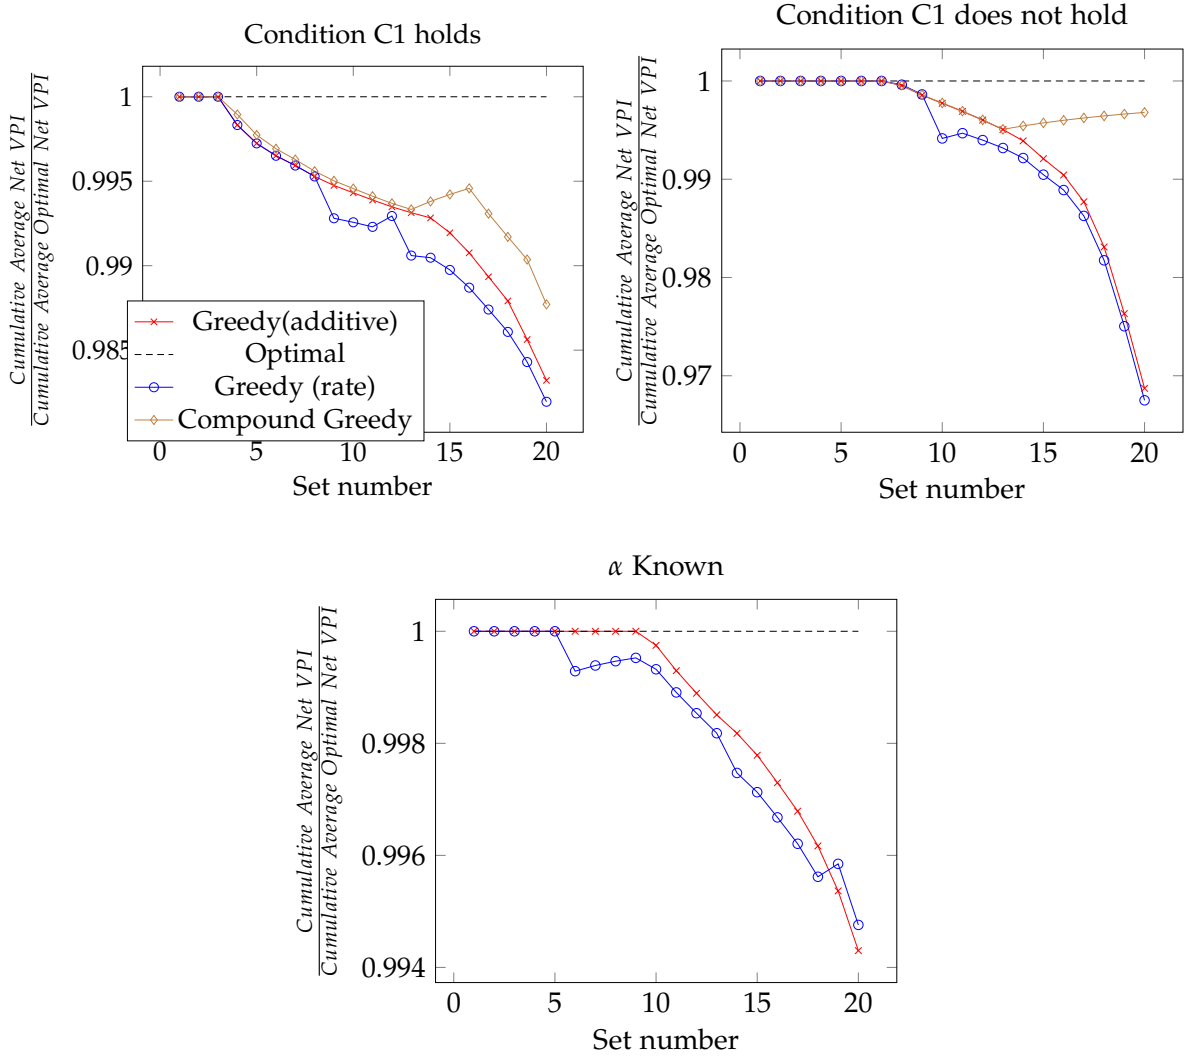 Condition C1 holds
Cumulative Average Net VPI
Cumulative Average Optimal Net VPI
1
0.995
0.99
0.985
Greedy(additive)
Optimal
Greedy (rate)
Compound Greedy
0 5 10 15 20
Set number
Condition C1 does not hold
Cumulative Average Net VPI
Cumulative Average Optimal Net VPI
1
0.99
0.98
0.97
0 5 10 15 20
Set number
α Known
Cumulative Average Net VPI
Cumulative Average Optimal Net VPI
1
0.998
0.996
0.994
0 5 10 15 20
Set number